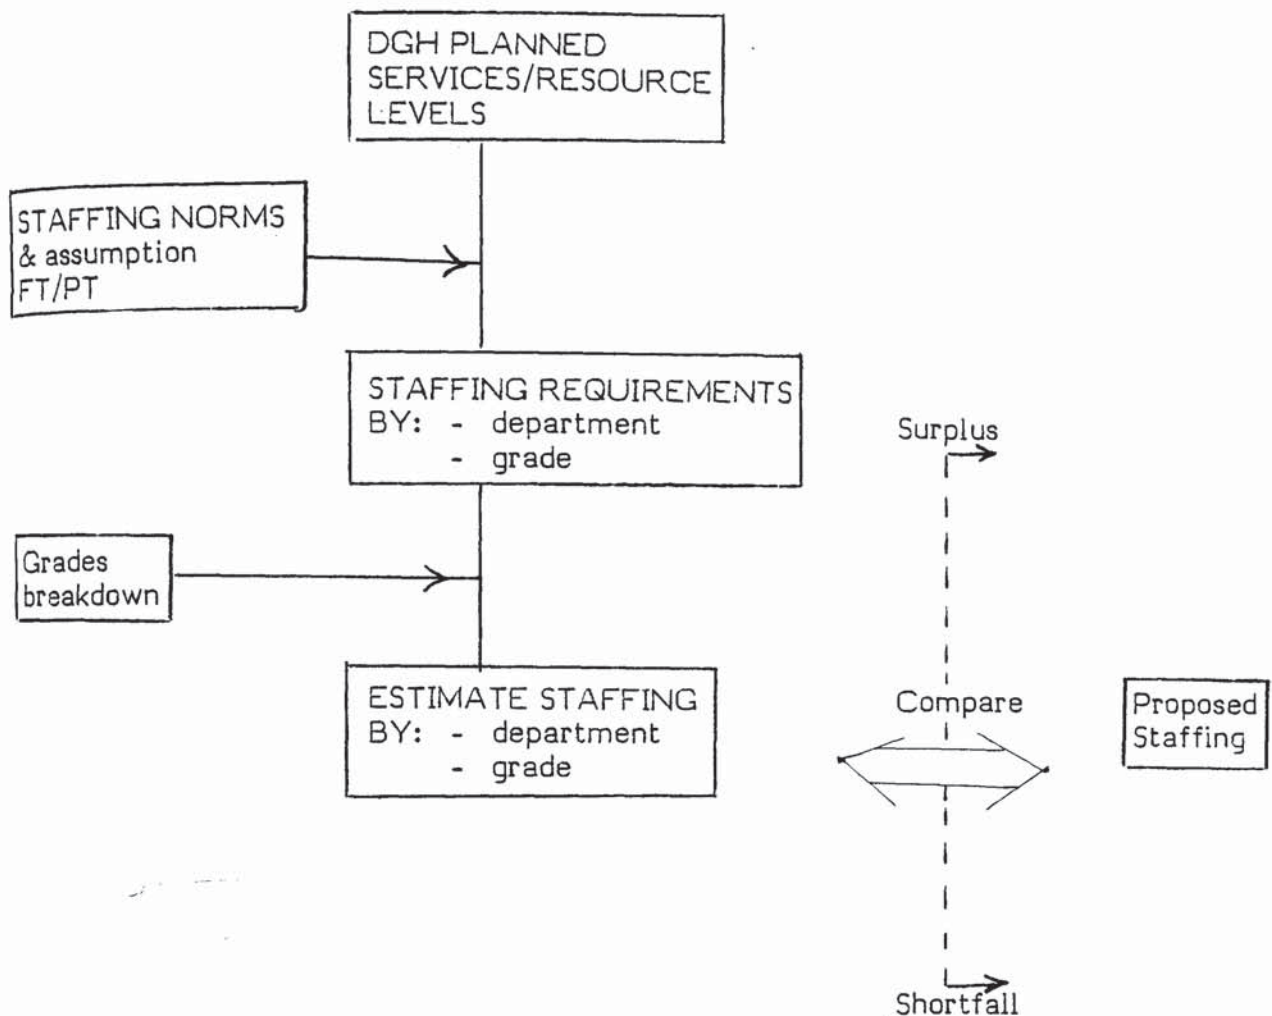 DGH PLANNED
SERVICES/RESOURCE
LEVELS
STAFFING NORMS
& assumption
FT/PT
STAFFING REQUIREMENTS
BY: - department
- grade
Surplus
Grades
breakdown
ESTIMATE STAFFING
BY: - department
- grade
Compare
Proposed
Staffing
Shortfall